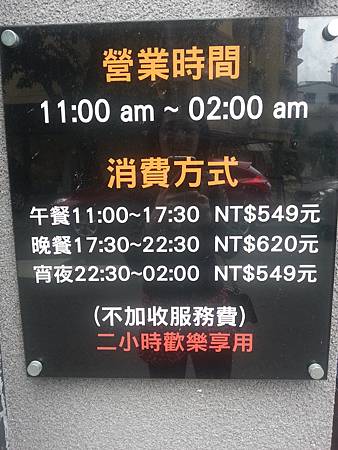 營業時間
11:00 am ~ 02:00 am
消費方式
午餐11:00~17:30 NT$549元
晚餐17:30~22:30 NT$620元
宵夜22:30~02:00 NT$549元
(不加收服務費)
二小時歡樂享用